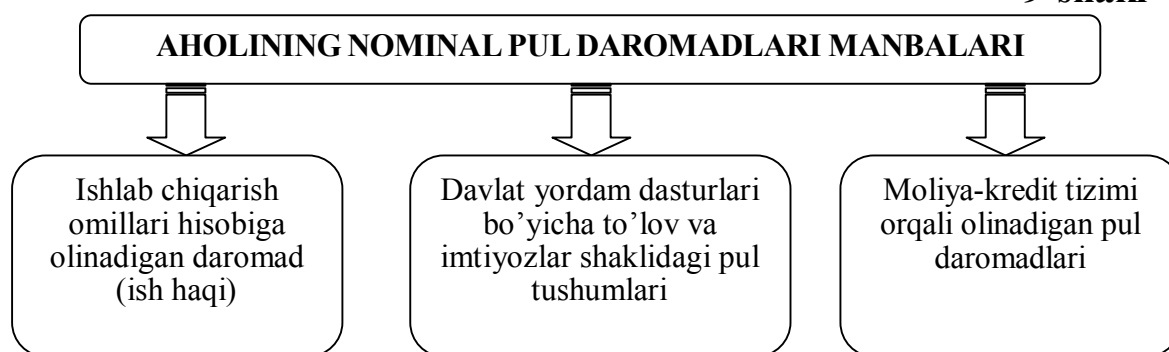 AHOLINING NOMINAL PUL DAROMADLARI MANBALARI
Ishlab chiqarish
omillari hisobiga
olinadigan daromad
(ish haqi)
Davlat yordam dasturlari
bo’yicha to’lov va
imtiyozlar shaklidagi pul
tushumlari
Moliya-kredit tizimi
orqali olinadigan pul
daromadlari